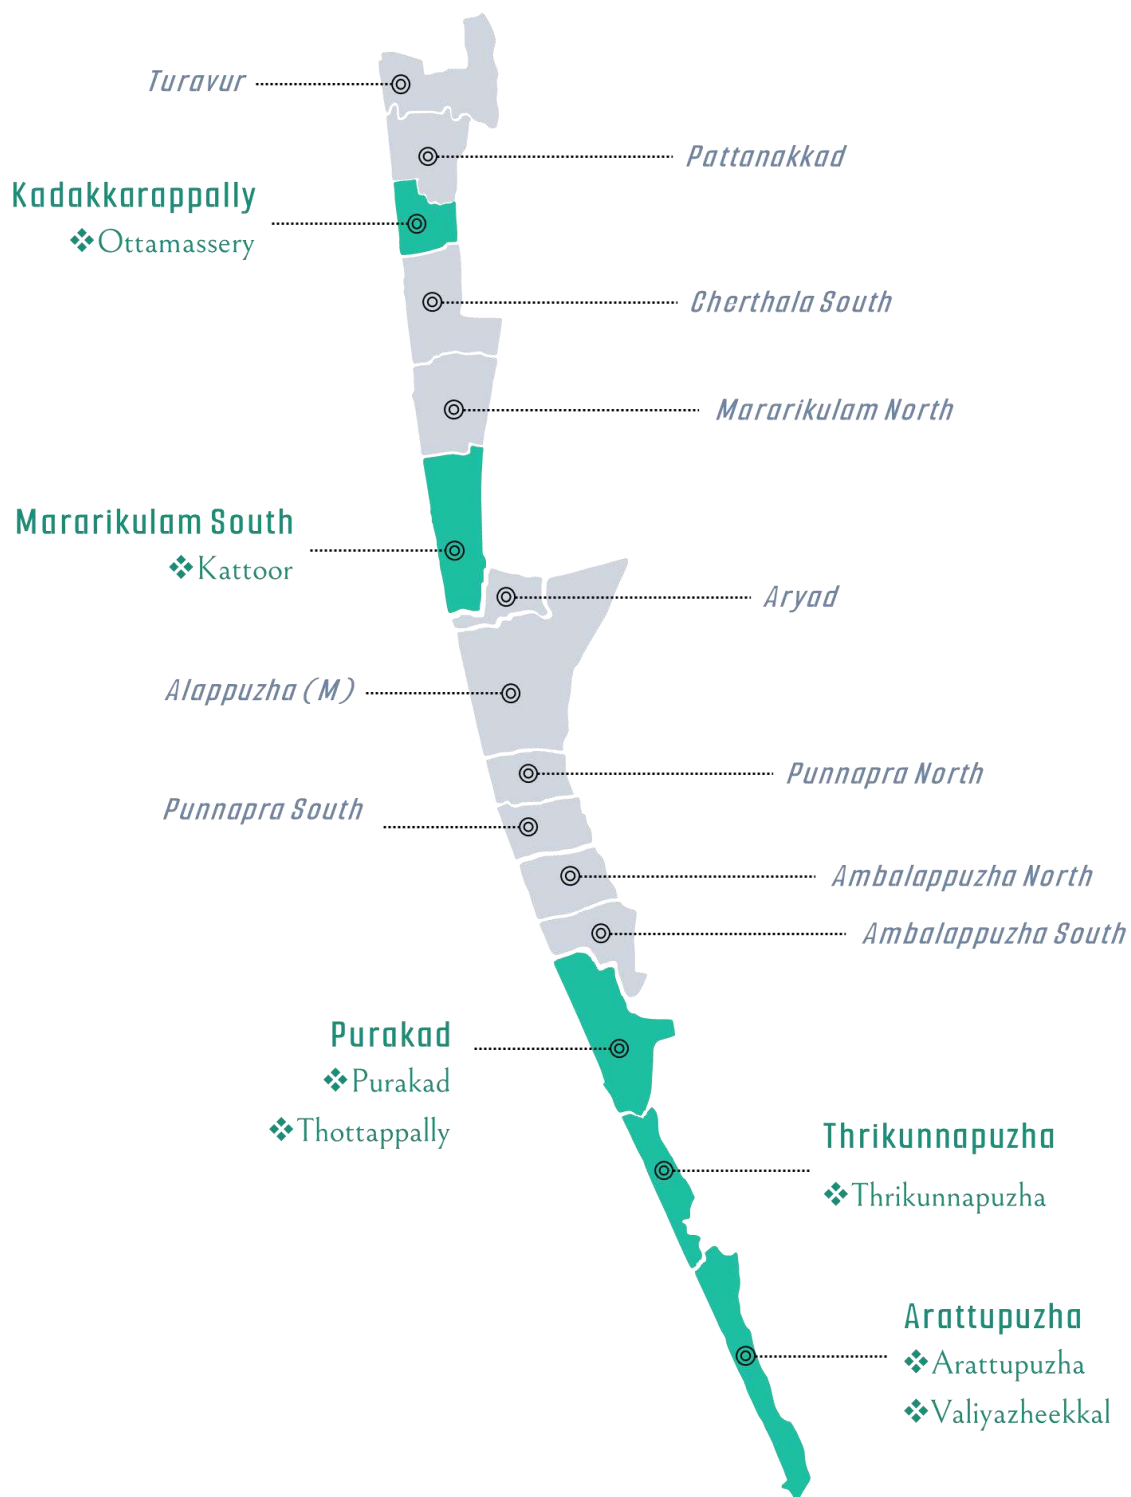 Turavur
Pattanakkad
Kadakkarappally
❖Ottamassery
Cherthala South
Mararikulam North
Mararikulam South
❖Kattoor
Aryad
Alappuzha (M)
Punnapra North
Punnapra South
Ambalappuzha North
Ambalappuzha South
Purakad
❖Purakad
❖Thottappally
Thrikunnapuzha
❖Thrikunnapuzha
Arattupuzha
❖Arattupuzha
❖Valiyazheekkal